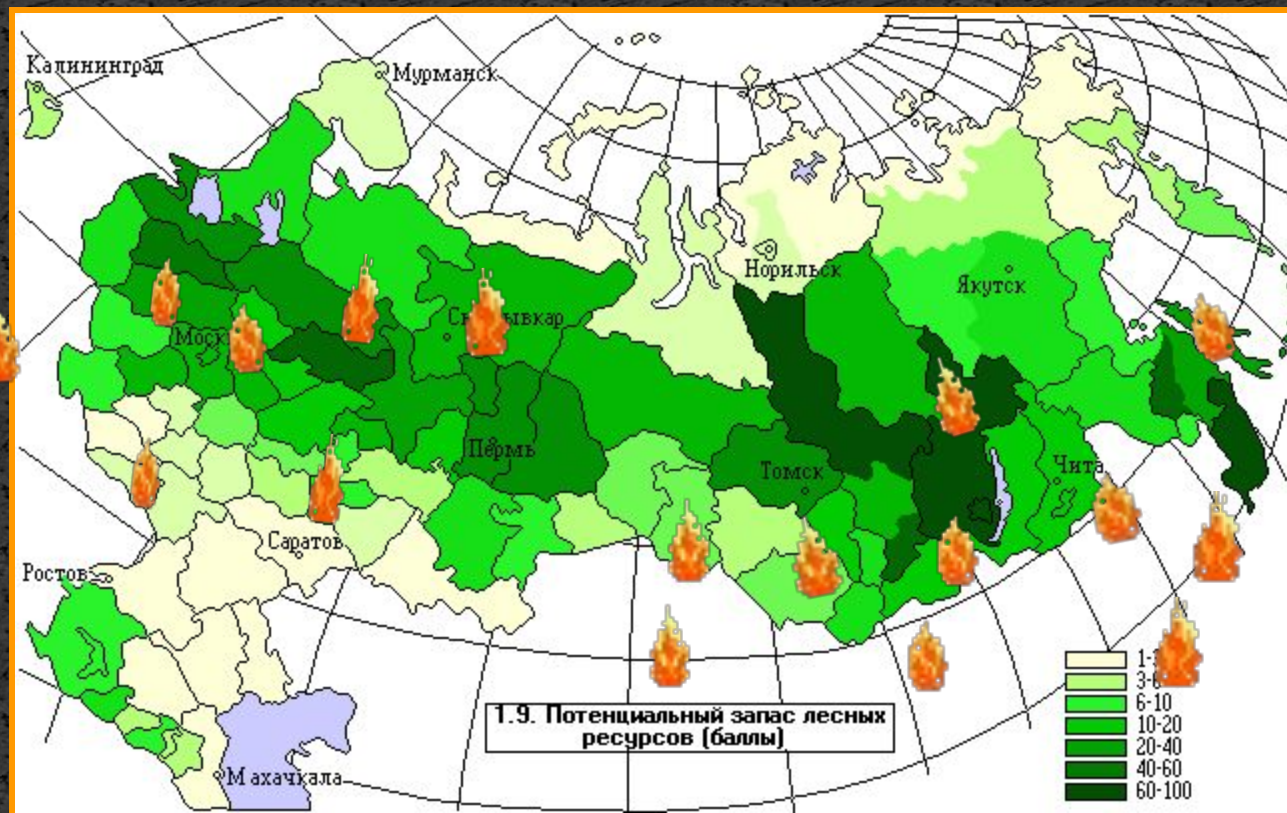 Калининград
Мурманск
Норильск
Якутск
Пермь
Томск
Чита
Саратов
Ростов
Махачкала
1.9. Потенциальный запас лесных
ресурсов (баллы)
6-10
10-20
20-40
40-60
60-100